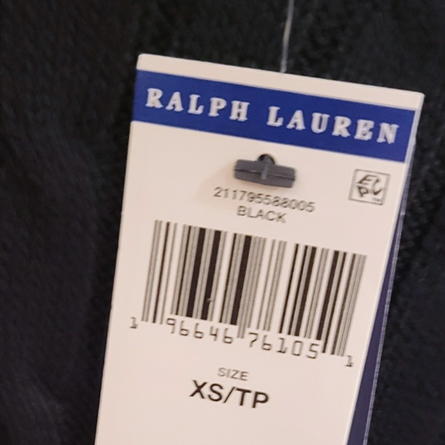 RALPH LAUREN
211795588005
BLACK
1 96646 76105 1
SIZE
XS/TP